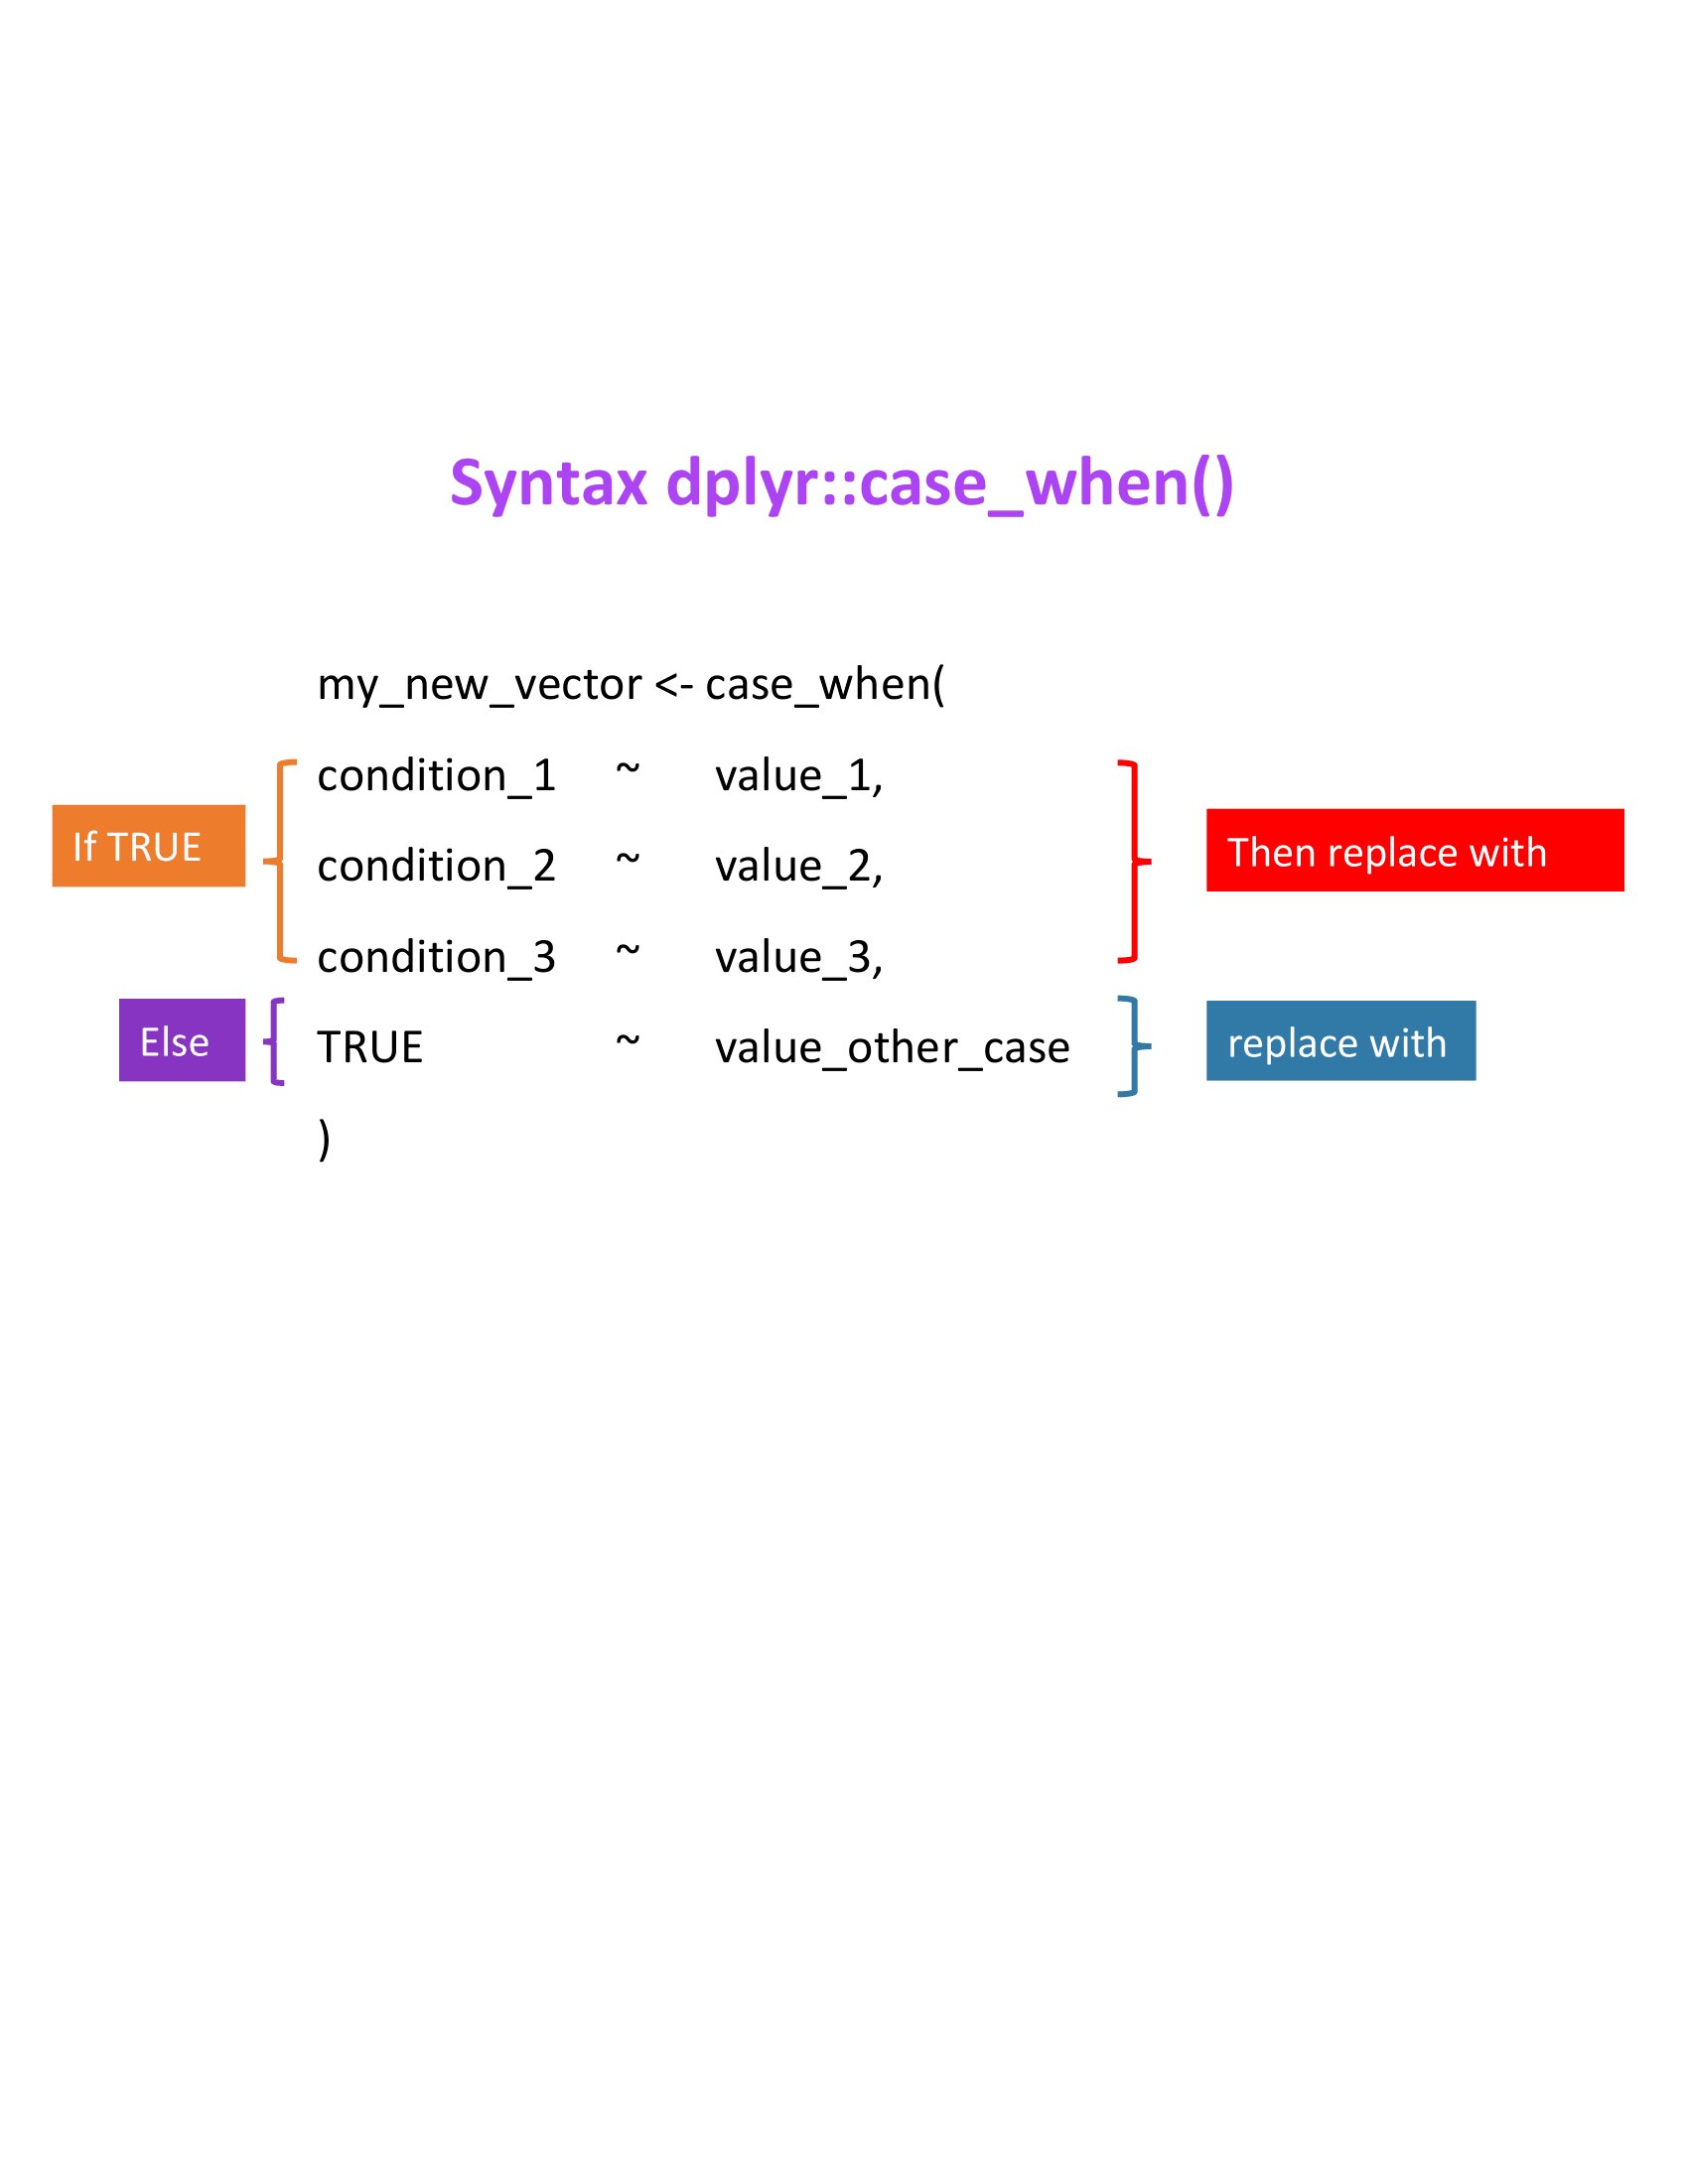 Syntax dplyr::case_when()
my_new_vector <- case_when(
condition_1 ~ value_1,
If TRUE
condition_2 ~ value_2,
Then replace with
condition_3 ~ value_3,
Else
TRUE ~ value_other_case
replace with
)